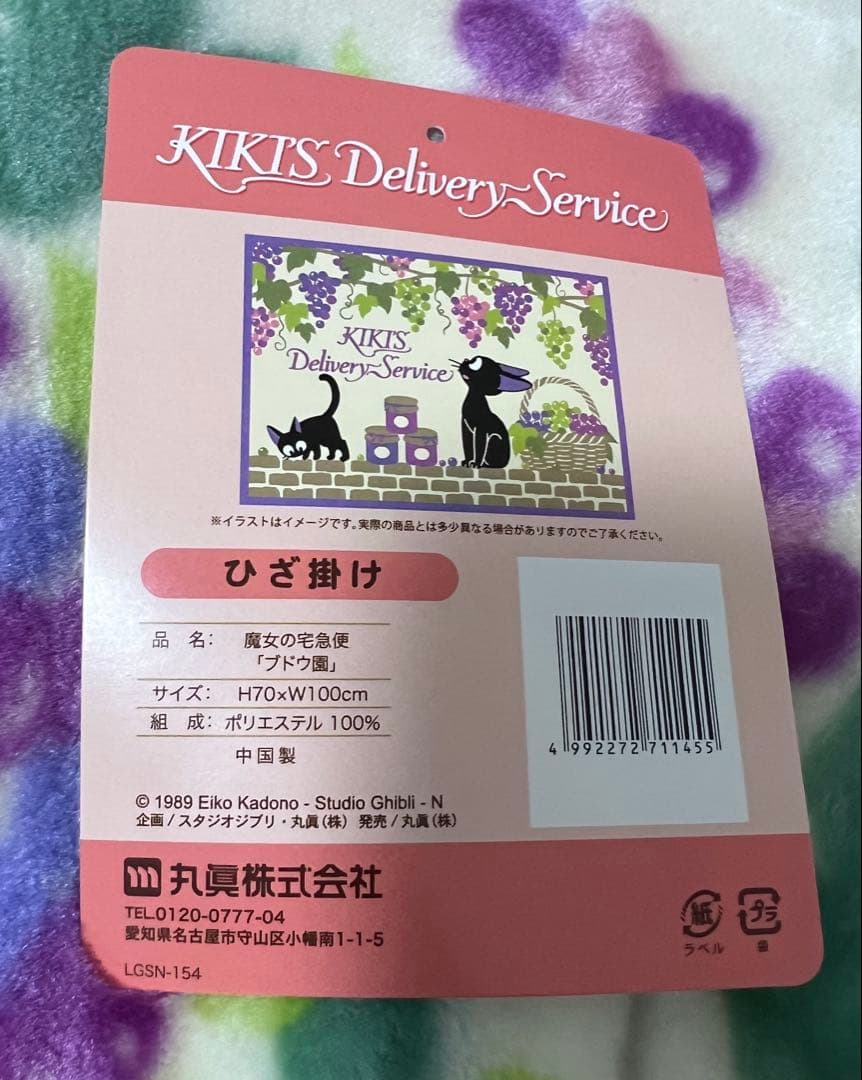 KIKI'S Delivery Service
KIKI'S
Delivery Service
※イラストはイメージです。実際の商品とは多少異なる場合がありますのでご了承ください。
ひざ掛け
品 名: 魔女の宅急便
「ブドウ園」
サイズ: H70×W100cm
組 成: ポリエステル 100%
中国製
4 992272 711455
© 1989 Eiko Kadono - Studio Ghibli - N
企画 / スタジオジブリ・丸眞(株) 発売 / 丸眞(株)
丸眞株式会社
TEL.0120-0777-04
愛知県名古屋市守山区小幡南1-1-5
LGSN-154
紙
ラベル
プラ
袋